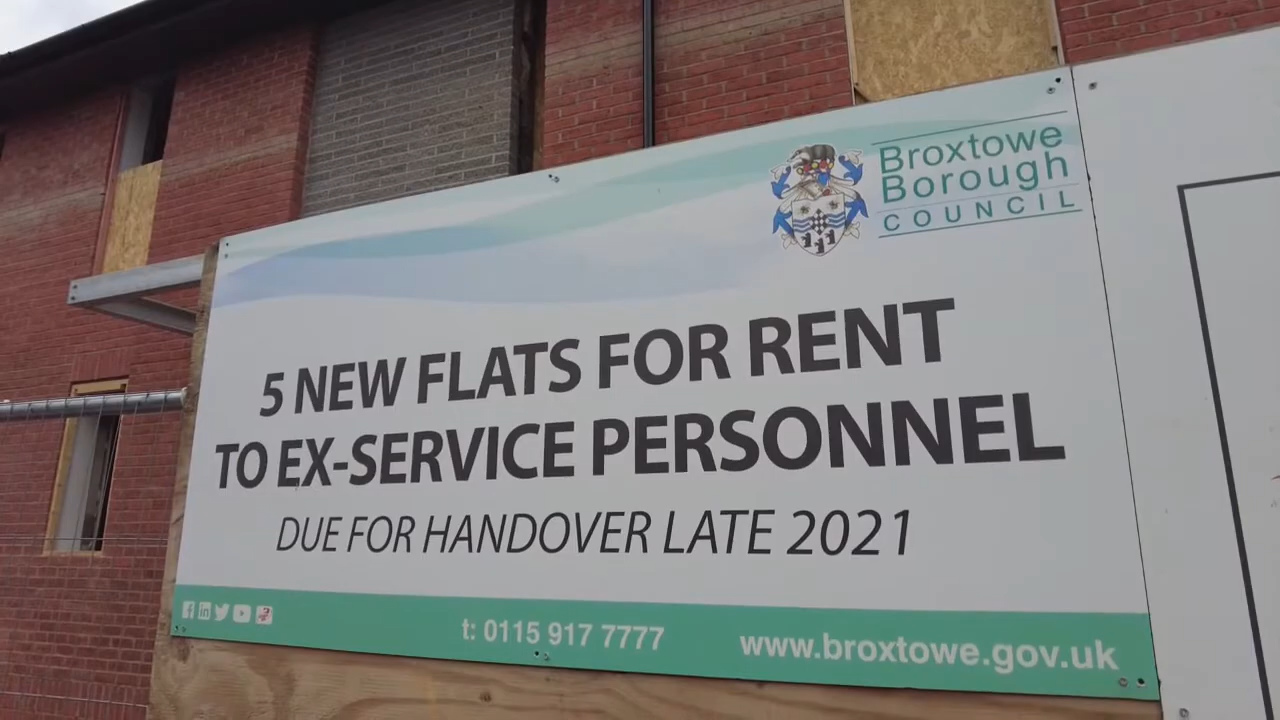 Broxtowe
Borough
COUNCIL
5 NEW FLATS FOR RENT
TO EX-SERVICE PERSONNEL
DUE FOR HANDOVER LATE 2021
t: 0115 917 7777
www.broxtowe.gov.uk